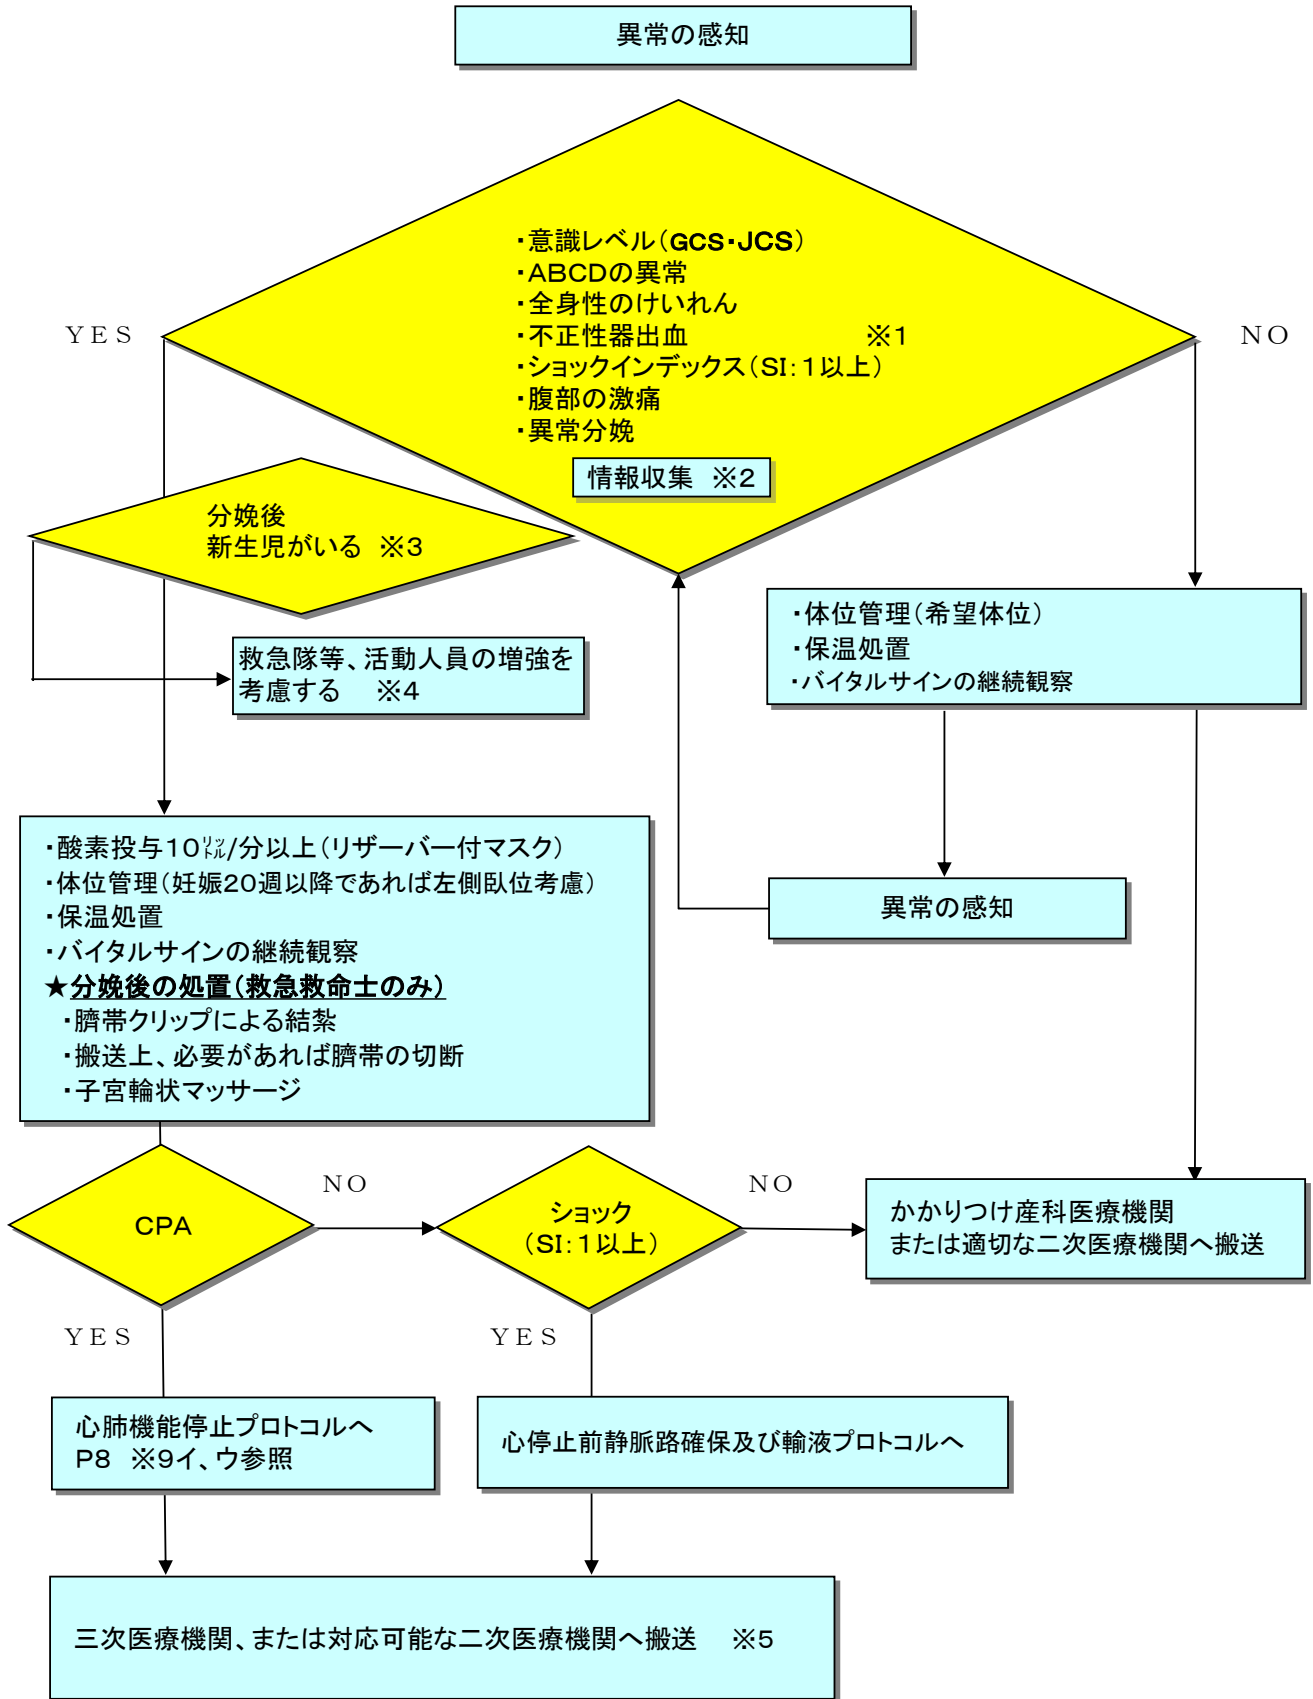 異常の感知
・意識レベル（GCS・JCS）
・ABCDの異常
・全身性のけいれん
・不正性器出血 ※1
・ショックインデックス（SI：1以上）
・腹部の激痛
・異常分娩
YES
NO
情報収集 ※2
分娩後
新生児がいる ※3
救急隊等、活動人員の増強を
考慮する ※4
・体位管理（希望体位）
・保温処置
・バイタルサインの継続観察
異常の感知
・酸素投与10㍑/分以上（リザーバー付マスク）
・体位管理（妊娠20週以降であれば左側臥位考慮）
・保温処置
・バイタルサインの継続観察
★分娩後の処置（救急救命士のみ）
・臍帯クリップによる結紮
・搬送上、必要があれば臍帯の切断
・子宮輪状マッサージ
CPA
NO
ショック
（SI：1以上）
NO
かかりつけ産科医療機関
または適切な二次医療機関へ搬送
YES
YES
心肺機能停止プロトコルへ
P8 ※9イ、ウ参照
心停止前静脈路確保及び輸液プロトコルへ
三次医療機関、または対応可能な二次医療機関へ搬送 ※5